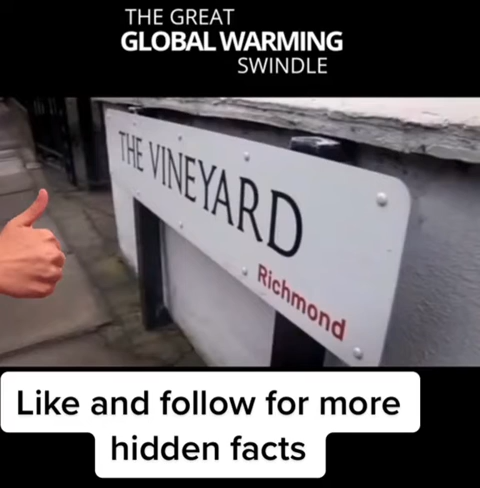 THE GREAT
GLOBAL WARMING
SWINDLE
THE VINEYARD
Richmond
Like and follow for more
hidden facts